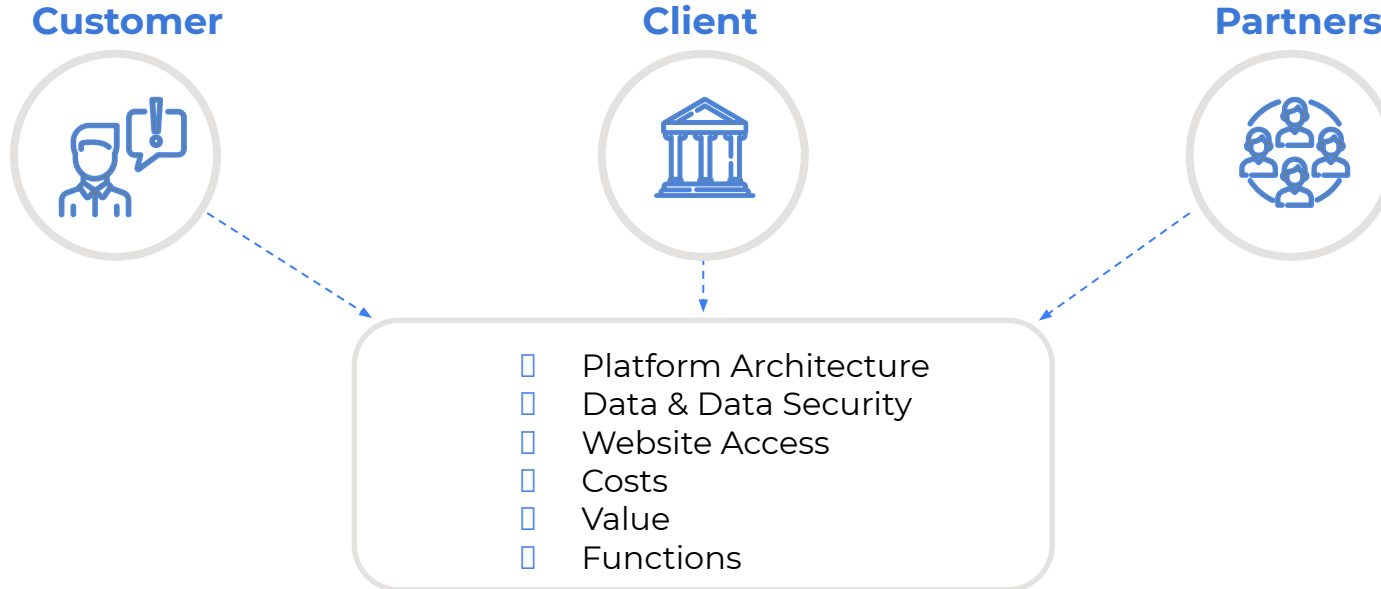 Customer
Client
Partners
Platform Architecture
Data & Data Security
Website Access
Costs
Value
Functions